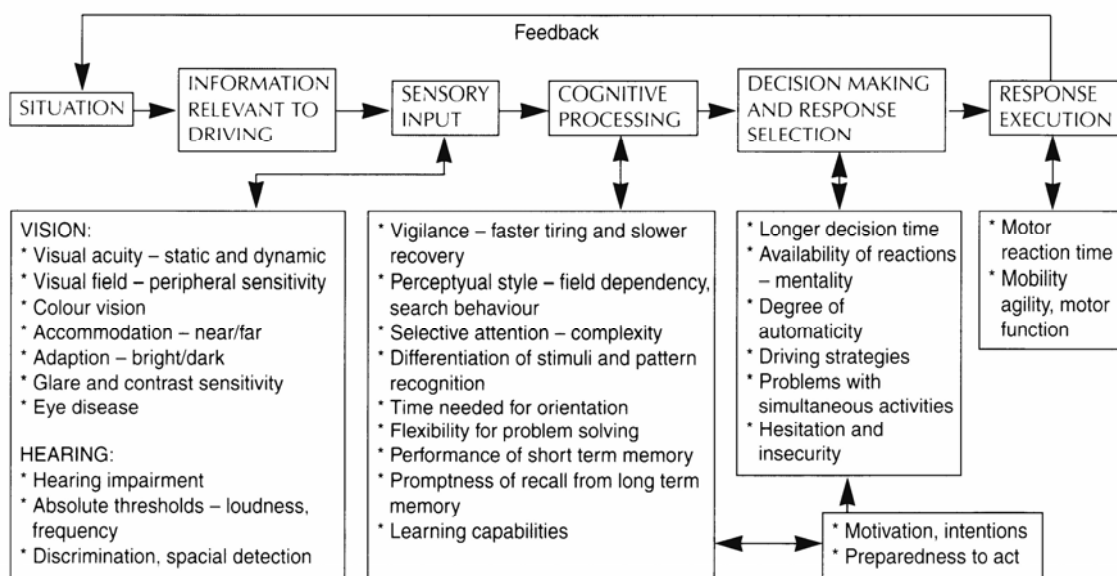 Feedback
SITUATION
INFORMATION
RELEVANT TO
DRIVING
SENSORY
INPUT
COGNITIVE
PROCESSING
DECISION MAKING
AND RESPONSE
SELECTION
RESPONSE
EXECUTION
VISION:
* Visual acuity – static and dynamic
* Visual field – peripheral sensitivity
* Colour vision
* Accommodation – near/far
* Adaption – bright/dark
* Glare and contrast sensitivity
* Eye disease
HEARING:
* Hearing impairment
* Absolute thresholds – loudness,
frequency
* Discrimination, spacial detection
* Vigilance – faster tiring and slower
recovery
* Perceptyual style – field dependency,
search behaviour
* Selective attention – complexity
* Differentiation of stimuli and pattern
recognition
* Time needed for orientation
* Flexibility for problem solving
* Performance of short term memory
* Promptness of recall from long term
memory
* Learning capabilities
* Longer decision time
* Availability of reactions
– mentality
* Degree of
automaticity
* Driving strategies
* Problems with
simultaneous activities
* Hesitation and
insecurity
* Motor
reaction time
* Mobility
agility, motor
function
* Motivation, intentions
* Preparedness to act